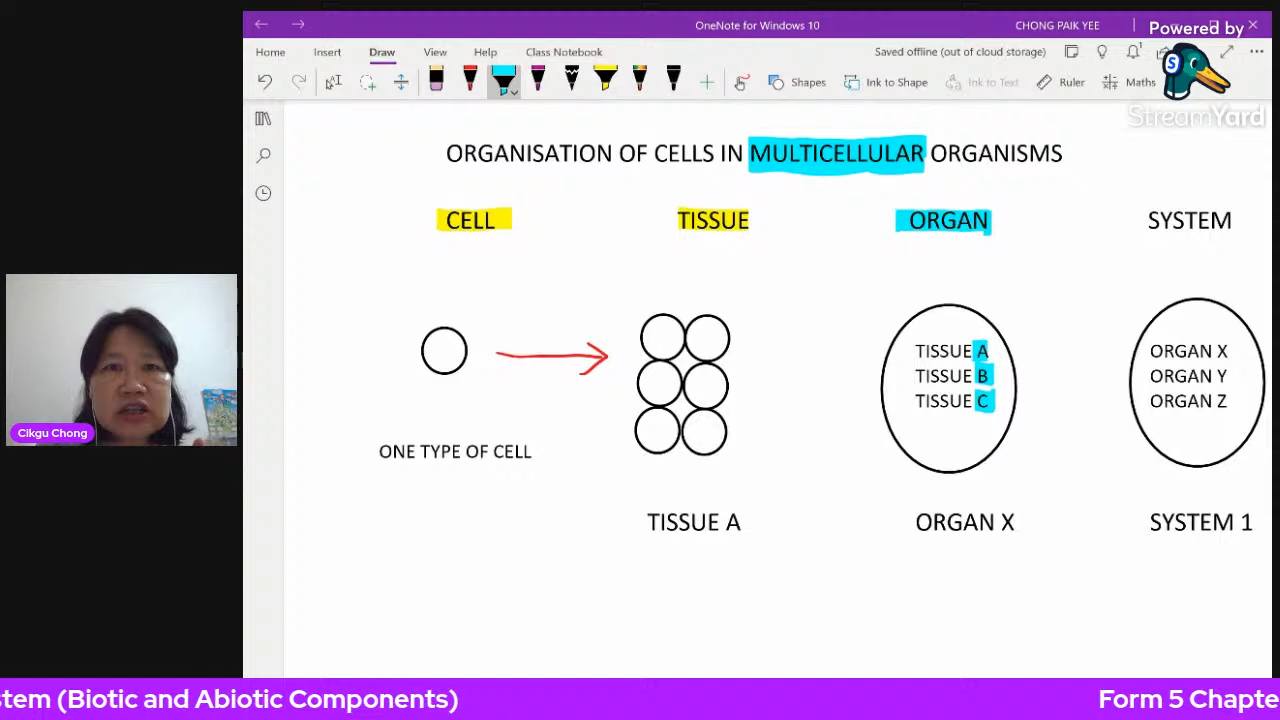 OneNote for Windows 10
CHONG PAIK YEE
Powered by
StreamYard
Home Insert Draw View Help Class Notebook
Saved offline (out of cloud storage)
Shapes Ink to Shape Ink to Text Ruler Maths
ORGANISATION OF CELLS IN MULTICELLULAR ORGANISMS
CELL TISSUE ORGAN SYSTEM
TISSUE A
TISSUE B
TISSUE C
ORGAN X
ORGAN Y
ORGAN Z
ONE TYPE OF CELL
TISSUE A ORGAN X SYSTEM 1
Cikgu Chong
stem (Biotic and Abiotic Components)
Form 5 Chapte